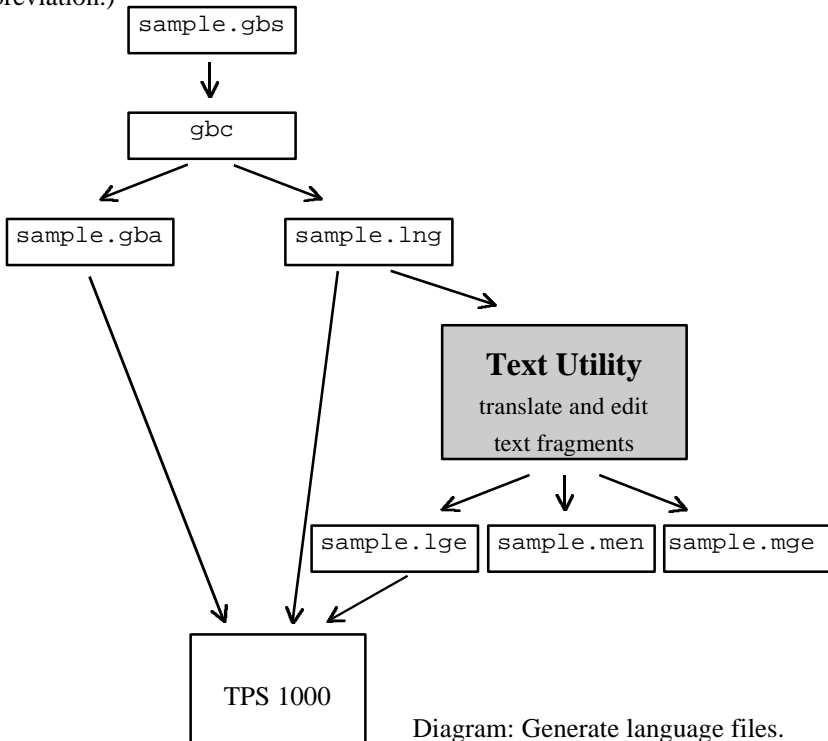 sample.gbs
gbc
sample.gba
sample.lng
Text Utility
translate and edit
text fragments
sample.lge
sample.men
sample.mge
TPS 1000
Diagram: Generate language files.